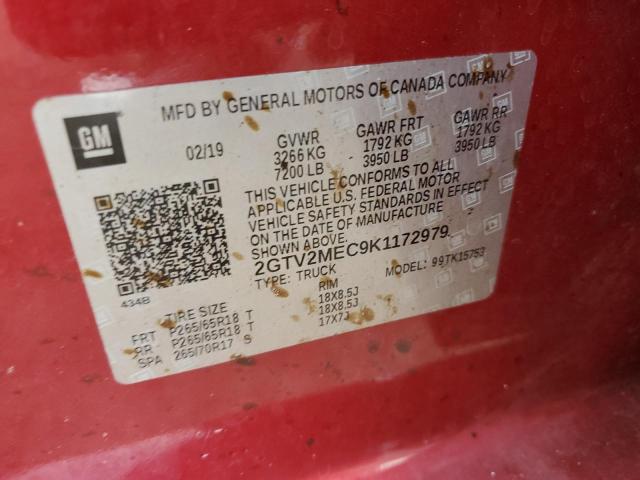 GM
MFD BY GENERAL MOTORS OF CANADA COMPANY
02/19 GVWR GAWR FRT GAWR RR
3266 KG 1792 KG 1792 KG
7200 LB 3950 LB 3950 LB
THIS VEHICLE CONFORMS TO ALL
APPLICABLE U.S. FEDERAL MOTOR
VEHICLE SAFETY STANDARDS IN EFFECT
ON THE DATE OF MANUFACTURE
SHOWN ABOVE.
2GTV2MEC9K1172979
TYPE: TRUCK MODEL: 99TK15753
434B
TIRE SIZE RIM
FRT P265/65R18 T 18X8.5J
RR P265/65R18 T 18X8.5J
SPA 265/70R17 S 17X7J